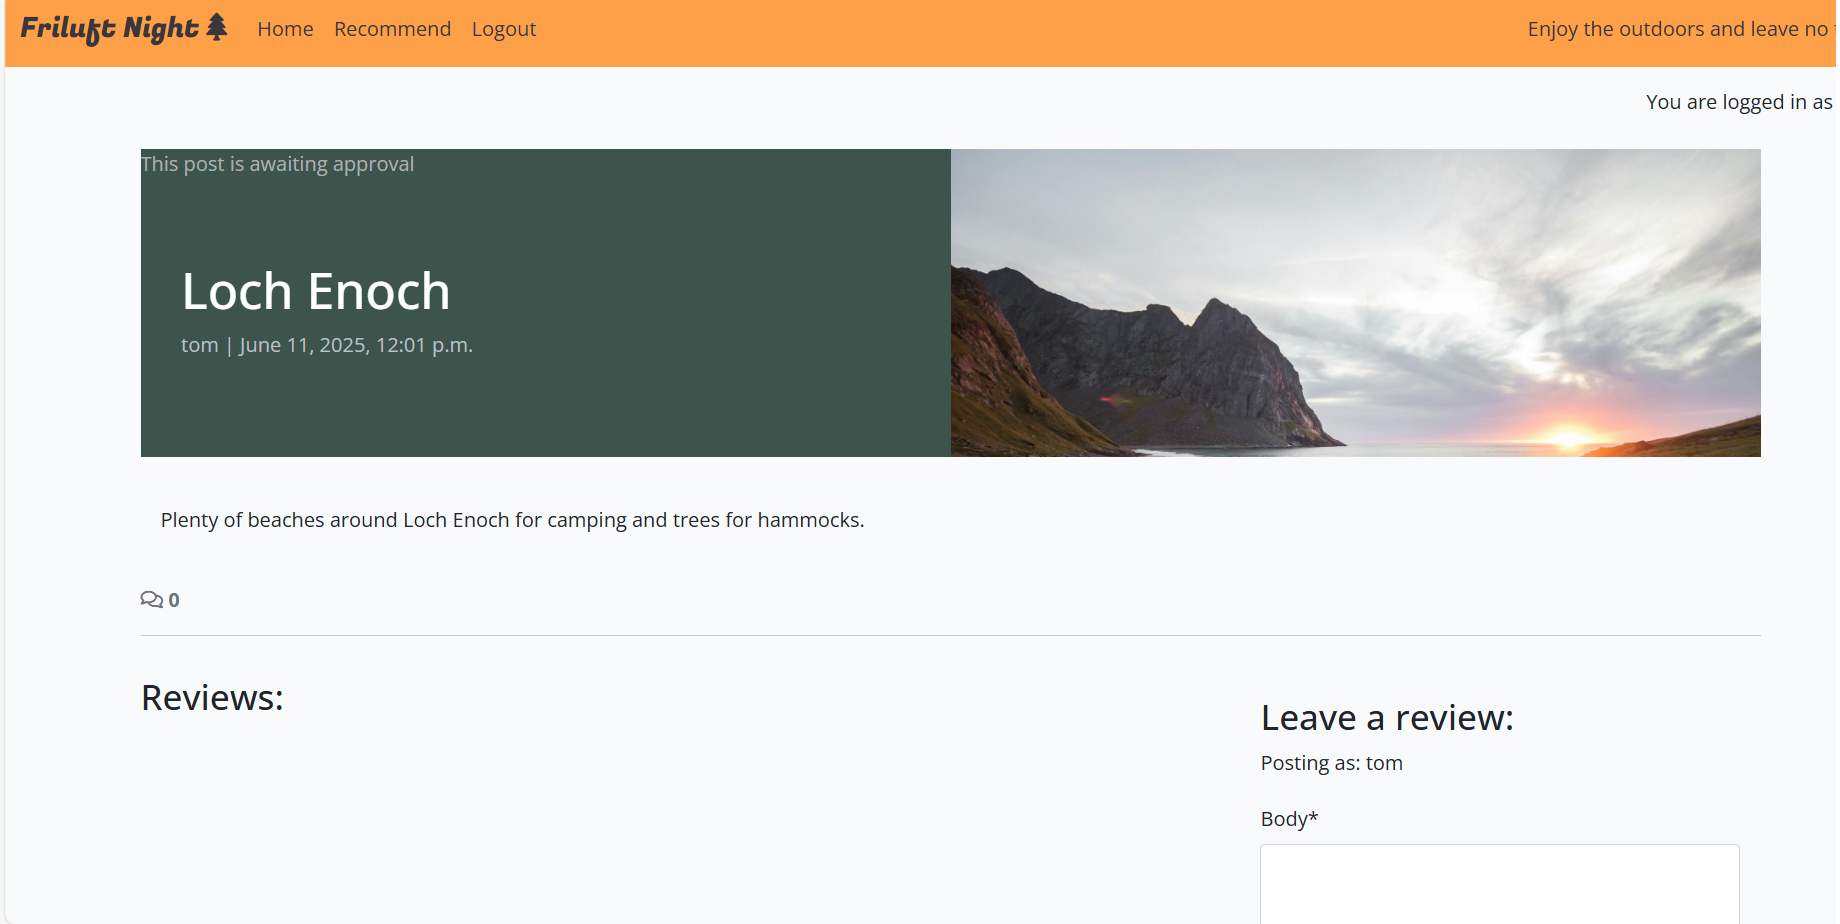 Friluft Night Home Recommend Logout Enjoy the outdoors and leave no
You are logged in as
This post is awaiting approval
Loch Enoch
tom | June 11, 2025, 12:01 p.m.
Plenty of beaches around Loch Enoch for camping and trees for hammocks.
0
Reviews:
Leave a review:
Posting as: tom
Body*